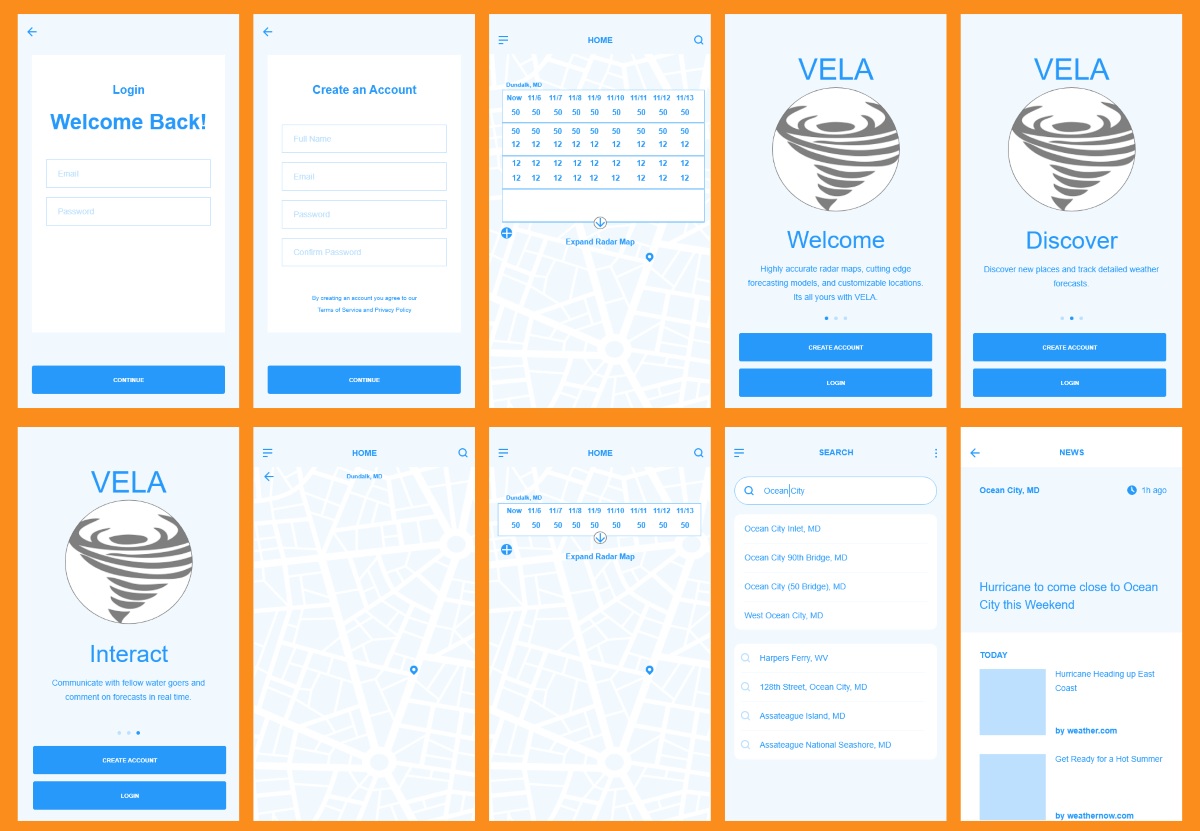 Login
Welcome Back!
Email
Password
CONTINUE
Create an Account
Full Name
Email
Password
Confirm Password
By creating an account you agree to our
Terms of Service and Privacy Policy
CONTINUE
HOME
Dundalk, MD
Now 11/6 11/7 11/8 11/9 11/10 11/11 11/12 11/13
50 50 50 50 50 50 50 50 50
50 50 50 50 50 50 50 50 50
12 12 12 12 12 12 12 12 12
12 12 12 12 12 12 12 12 12
12 12 12 12 12 12 12 12 12
Expand Radar Map
VELA
Welcome
Highly accurate radar maps, cutting edge
forecasting models, and customizable locations.
Its all yours with VELA.
CREATE ACCOUNT
LOGIN
VELA
Discover
Discover new places and track detailed weather
forecasts.
CREATE ACCOUNT
LOGIN
VELA
Interact
Communicate with fellow water goers and
comment on forecasts in real time.
CREATE ACCOUNT
LOGIN
HOME
Dundalk, MD
HOME
Dundalk, MD
Now 11/6 11/7 11/8 11/9 11/10 11/11 11/12 11/13
50 50 50 50 50 50 50 50 50
Expand Radar Map
SEARCH
Ocean City
Ocean City Inlet, MD
Ocean City 90th Bridge, MD
Ocean City (50 Bridge), MD
West Ocean City, MD
Harpers Ferry, WV
128th Street, Ocean City, MD
Assateague Island, MD
Assateague National Seashore, MD
NEWS
Ocean City, MD
1h ago
Hurricane to come close to Ocean
City this Weekend
TODAY
Hurricane Heading up East
Coast
by weather.com
Get Ready for a Hot Summer
by weathernow.com